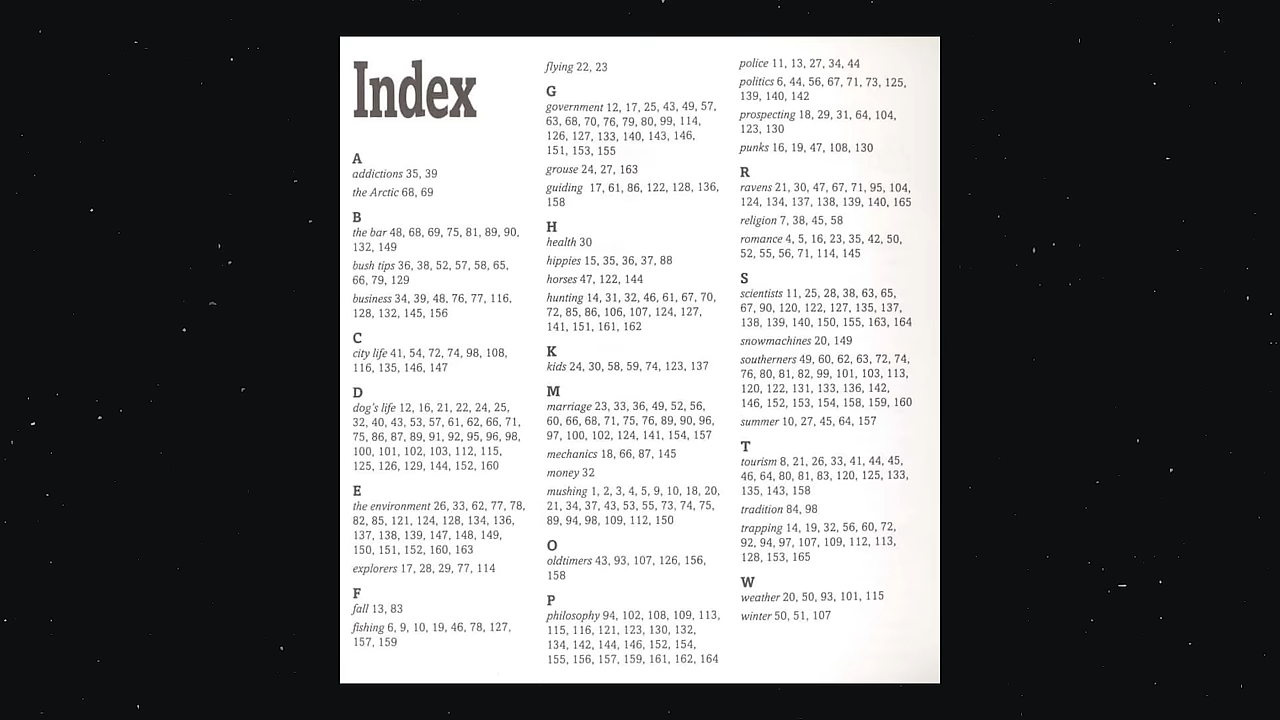 Index
A
addictions 35, 39
the Arctic 68, 69
B
the bar 48, 68, 69, 75, 81, 89, 90,
132, 149
bush tips 36, 38, 52, 57, 58, 65,
66, 79, 129
business 34, 39, 48, 76, 77, 116,
128, 132, 145, 156
C
city life 41, 54, 72, 74, 98, 108,
116, 135, 146, 147
D
dog's life 12, 16, 21, 22, 24, 25,
32, 40, 43, 53, 57, 61, 62, 66, 71,
75, 86, 87, 89, 91, 92, 95, 96, 98,
100, 101, 102, 103, 112, 115,
125, 126, 129, 144, 152, 160
E
the environment 26, 33, 62, 77, 78,
82, 85, 121, 124, 128, 134, 136,
137, 138, 139, 147, 148, 149,
150, 151, 152, 160, 163
explorers 17, 28, 29, 77, 114
F
fall 13, 83
fishing 6, 9, 10, 19, 46, 78, 127,
157, 159
flying 22, 23
G
government 12, 17, 25, 43, 49, 57,
63, 68, 70, 76, 79, 80, 99, 114,
126, 127, 133, 140, 143, 146,
151, 153, 155
grouse 24, 27, 163
guiding 17, 61, 86, 122, 128, 136,
158
H
health 30
hippies 15, 35, 36, 37, 88
horses 47, 122, 144
hunting 14, 31, 32, 46, 61, 67, 70,
72, 85, 86, 106, 107, 124, 127,
141, 151, 161, 162
K
kids 24, 30, 58, 59, 74, 123, 137
M
marriage 23, 33, 36, 49, 52, 56,
60, 66, 68, 71, 75, 76, 89, 90, 96,
97, 100, 102, 124, 141, 154, 157
mechanics 18, 66, 87, 145
money 32
mushing 1, 2, 3, 4, 5, 9, 10, 18, 20,
21, 34, 37, 43, 53, 55, 73, 74, 75,
89, 94, 98, 109, 112, 150
O
oldtimers 43, 93, 107, 126, 156,
158
P
philosophy 94, 102, 108, 109, 113,
115, 116, 121, 123, 130, 132,
134, 142, 144, 146, 152, 154,
155, 156, 157, 159, 161, 162, 164
police 11, 13, 27, 34, 44
politics 6, 44, 56, 67, 71, 73, 125,
139, 140, 142
prospecting 18, 29, 31, 64, 104,
123, 130
punks 16, 19, 47, 108, 130
R
ravens 21, 30, 47, 67, 71, 95, 104,
124, 134, 137, 138, 139, 140, 165
religion 7, 38, 45, 58
romance 4, 5, 16, 23, 35, 42, 50,
52, 55, 56, 71, 114, 145
S
scientists 11, 25, 28, 38, 63, 65,
67, 90, 120, 122, 127, 135, 137,
138, 139, 140, 150, 155, 163, 164
snowmachines 20, 149
southerners 49, 60, 62, 63, 72, 74,
76, 80, 81, 82, 99, 101, 103, 113,
120, 122, 131, 133, 136, 142,
146, 152, 153, 154, 158, 159, 160
summer 10, 27, 45, 64, 157
T
tourism 8, 21, 26, 33, 41, 44, 45,
46, 64, 80, 81, 83, 120, 125, 133,
135, 143, 158
tradition 84, 98
trapping 14, 19, 32, 56, 60, 72,
92, 94, 97, 107, 109, 112, 113,
128, 153, 165
W
weather 20, 50, 93, 101, 115
winter 50, 51, 107